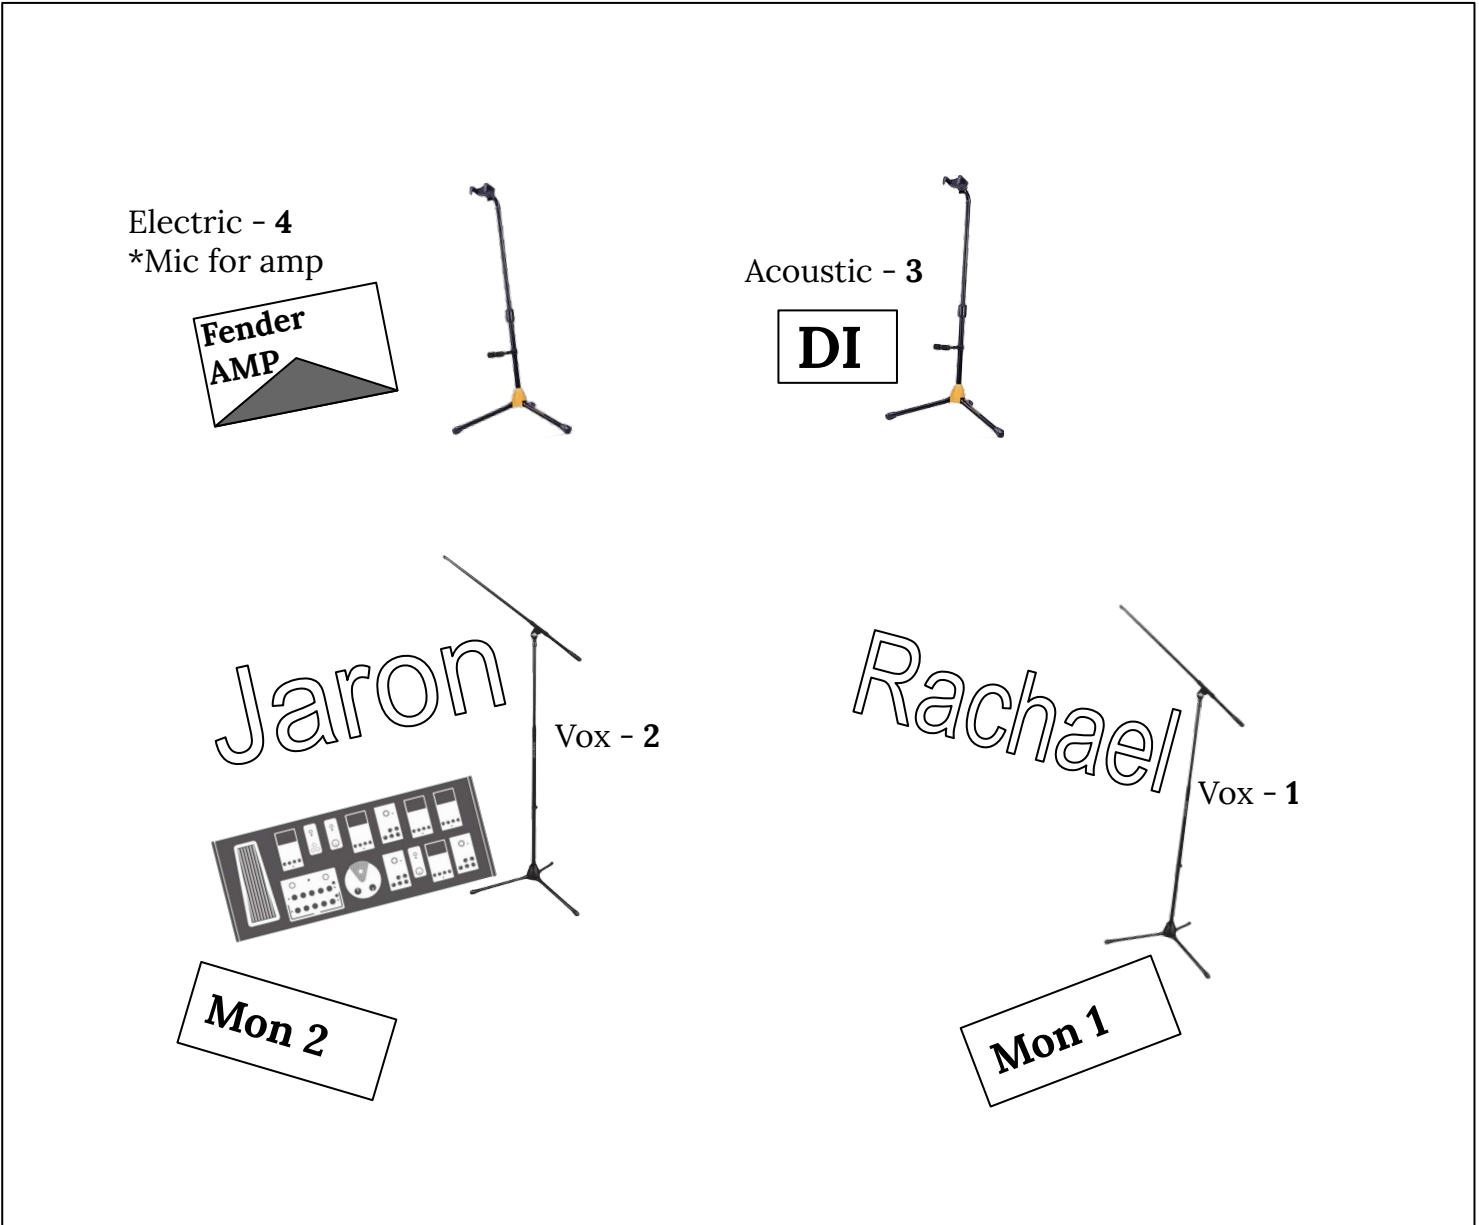 Electric - 4
*Mic for amp
Fender
AMP
Acoustic - 3
DI
Jaron
Vox - 2
Rachael
Vox - 1
Mon 2
Mon 1